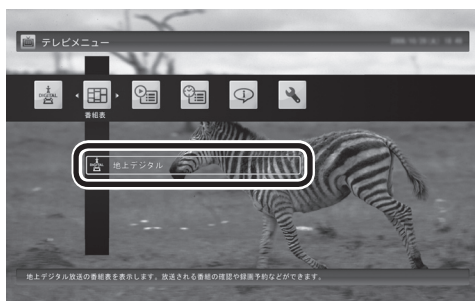 テレビメニュー
DIGITAL
番組表
地上デジタル
地上デジタル放送の番組表を表示します。放送される番組の確認や録画予約などができます。